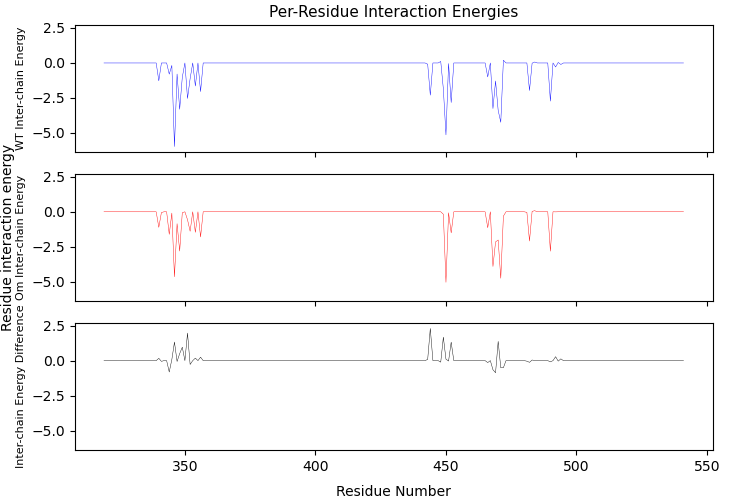 Per-Residue Interaction Energies
WT Inter-chain Energy
2.5
0.0
−2.5
−5.0
Residue interaction energy
Om Inter-chain Energy
2.5
0.0
−2.5
−5.0
Inter-chain Energy Difference
2.5
0.0
−2.5
−5.0
350
400
450
500
550
Residue Number